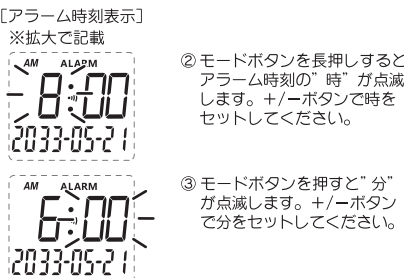 [アラーム時刻表示]
※拡大で記載
AM ALARM
8:00
2033-05-21
②モードボタンを長押しすると
アラーム時刻の”時”が点滅
します。+/−ボタンで時を
セットしてください。
AM ALARM
6:00
2033-05-21
③モードボタンを押すと”分”
が点滅します。+/−ボタン
で分をセットしてください。